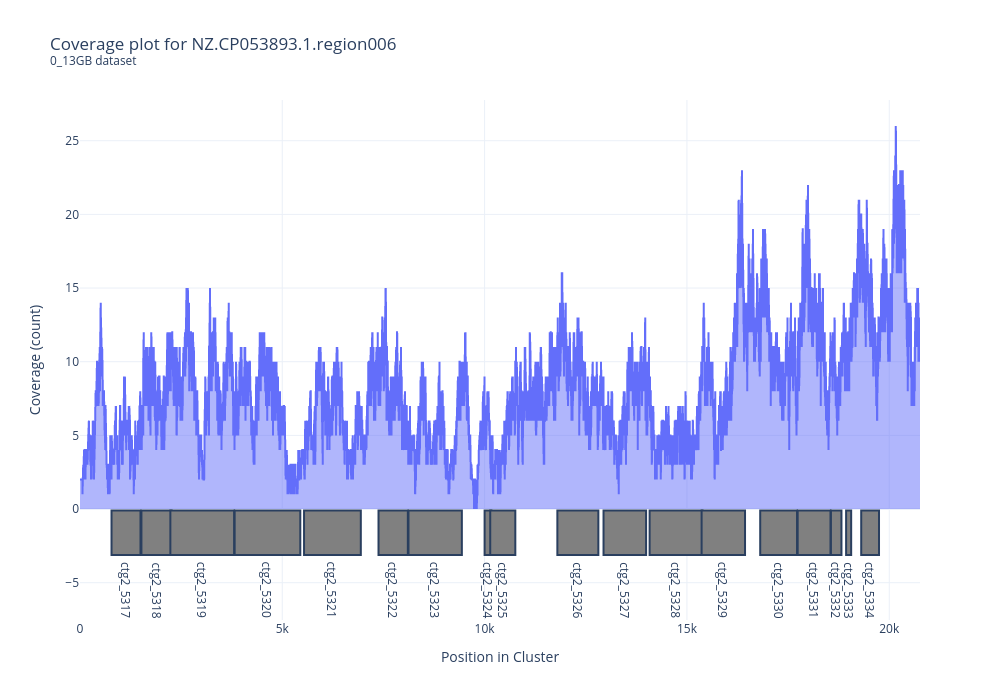 Coverage plot for NZ.CP053893.1.region006
0_13GB dataset
25
20
15
10
5
0
−5
Coverage (count)
ctg2_5317
ctg2_5318
ctg2_5319
ctg2_5320
ctg2_5321
ctg2_5322
ctg2_5323
ctg2_5324
ctg2_5325
ctg2_5326
ctg2_5327
ctg2_5328
ctg2_5329
ctg2_5330
ctg2_5331
ctg2_5332
ctg2_5333
ctg2_5334
0 5k 10k 15k 20k
Position in Cluster